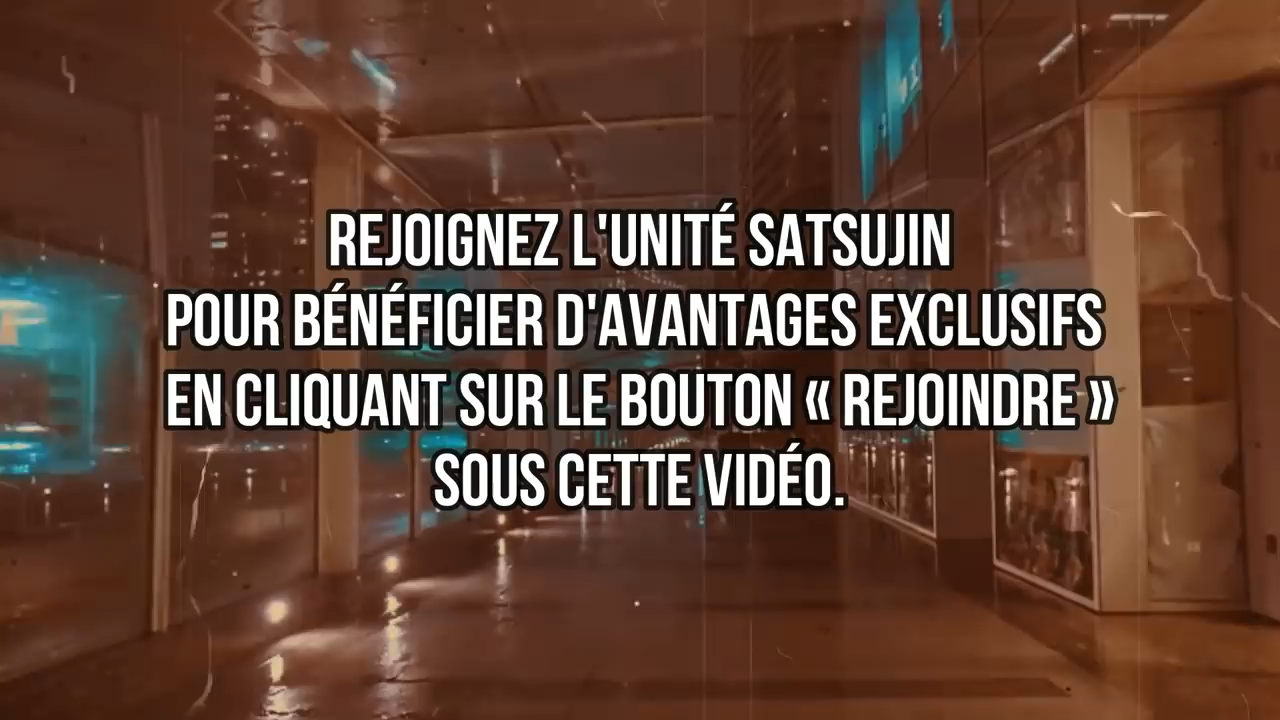 REJOIGNEZ L'UNITÉ SATSUJIN
POUR BÉNÉFICIER D'AVANTAGES EXCLUSIFS
EN CLIQUANT SUR LE BOUTON « REJOINDRE »
SOUS CETTE VIDÉO.